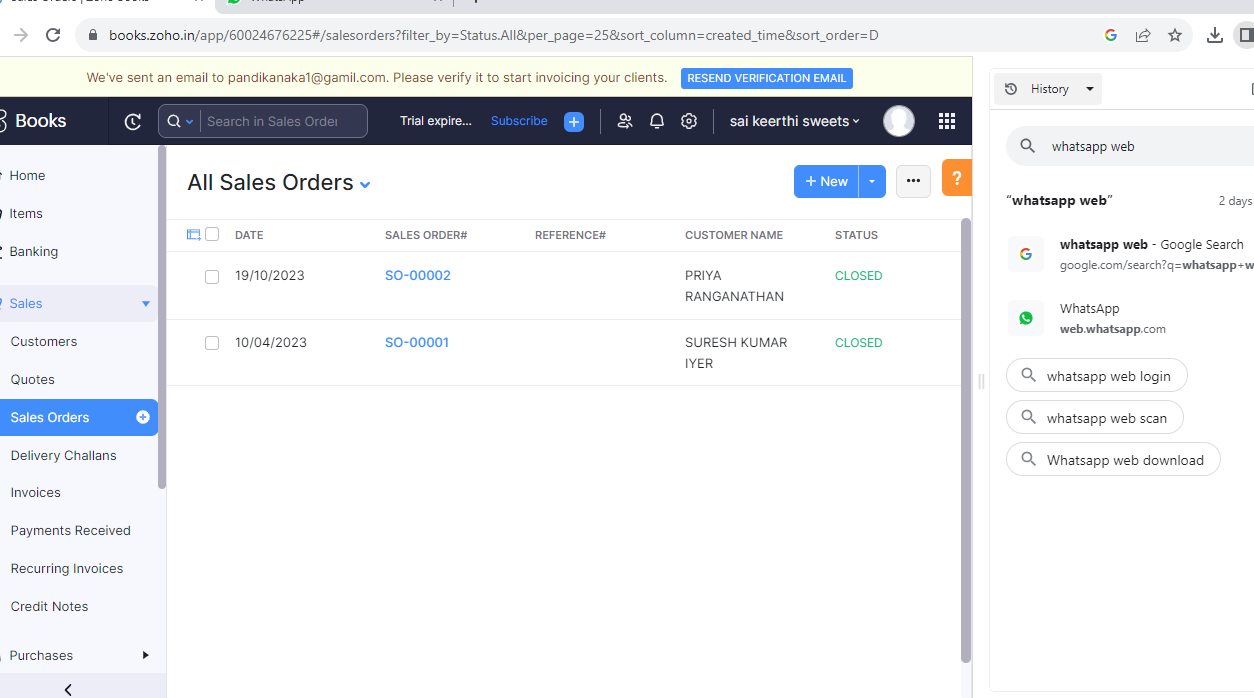 books.zoho.in/app/60024676225#/salesorders?filter_by=Status.All&per_page=25&sort_column=created_time&sort_order=D
We've sent an email to pandikanaka1@gamil.com. Please verify it to start invoicing your clients. RESEND VERIFICATION EMAIL
Books
Search in Sales Order
Trial expire... Subscribe
sai keerthi sweets
Home
Items
Banking
Sales
Customers
Quotes
Sales Orders
Delivery Challans
Invoices
Payments Received
Recurring Invoices
Credit Notes
Purchases
All Sales Orders
+ New
?
DATE SALES ORDER# REFERENCE# CUSTOMER NAME STATUS
19/10/2023 SO-00002 PRIYA CLOSED
RANGANATHAN
10/04/2023 SO-00001 SURESH KUMAR CLOSED
IYER
History
whatsapp web
“whatsapp web” 2 days
whatsapp web - Google Search
google.com/search?q=whatsapp+w
WhatsApp
web.whatsapp.com
whatsapp web login
whatsapp web scan
Whatsapp web download